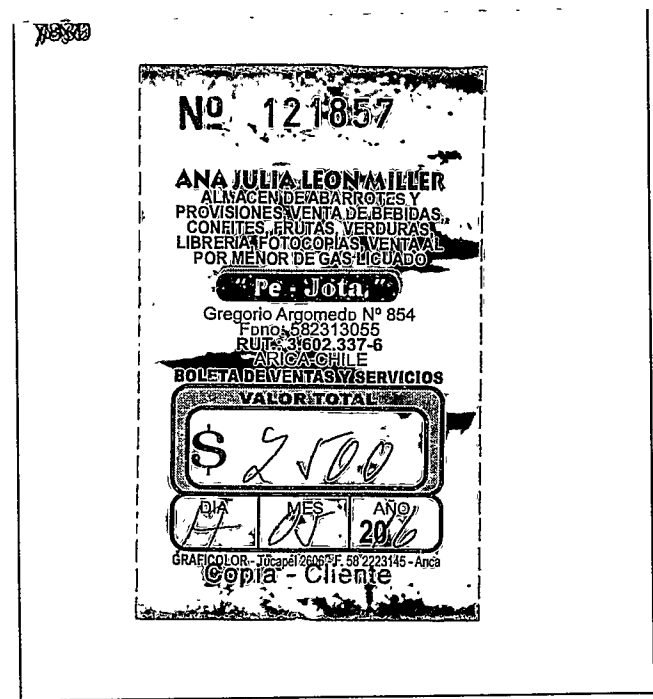 Nº 121857
ANA JULIA LEON MILLER
ALMACEN DE ABARROTES Y
PROVISIONES, VENTA DE BEBIDAS,
CONFITES, FRUTAS, VERDURAS,
LIBRERIA, FOTOCOPIAS, VENTA AL
POR MENOR DE GAS LICUADO
“ Pe - Jota ”
Gregorio Argomedo Nº 854
Fono: 582313055
RUT.: 3.602.337-6
ARICA-CHILE
BOLETA DE VENTAS Y SERVICIOS
VALOR TOTAL
$ 2500
DIA MES AÑO
05 2016
GRAFICOLOR - Tucapel 2606 - F. 58 2223145 - Arica
Copia - Cliente